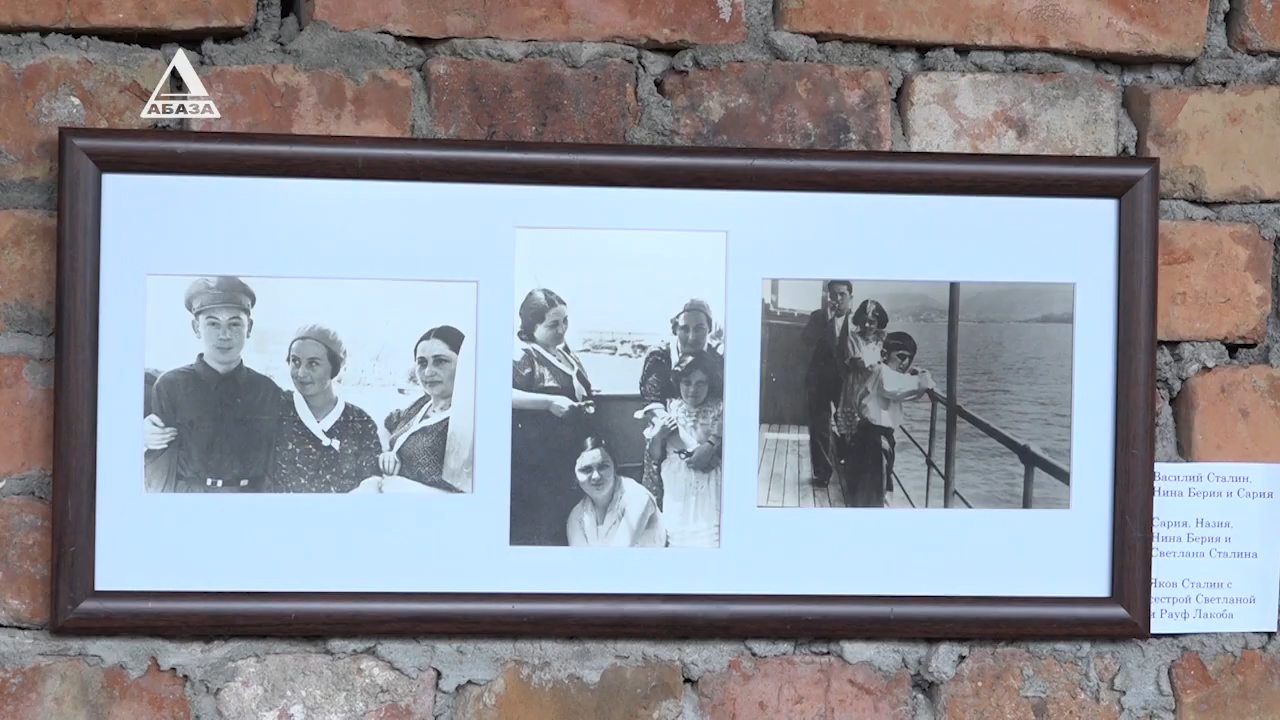 АБАЗА
Василий Сталин,
Нина Берия и Сария
Сария, Назия,
Нина Берия и
Светлана Сталина
Яков Сталин с
сестрой Светланой
и Рауф Лакоба